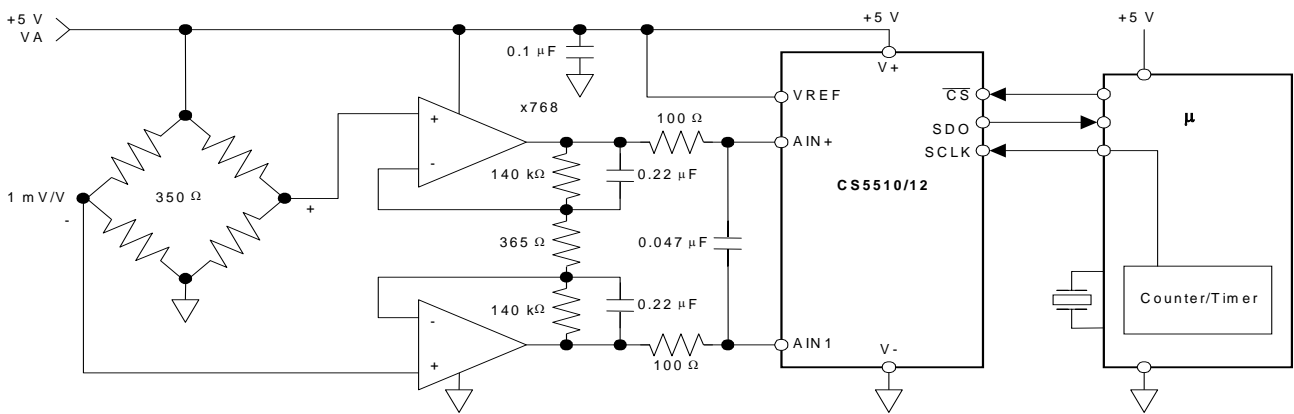 +5 V
VA
0.1 µF
x768
+
-
100 Ω
140 kΩ
0.22 µF
1 mV/V
-
350 Ω
+
365 Ω
0.047 µF
140 kΩ
0.22 µF
-
+
100 Ω
+5 V
V+
VREF
AIN+
CS5510/12
AIN1
V-
CS
SDO
SCLK
+5 V
µ
Counter/Timer